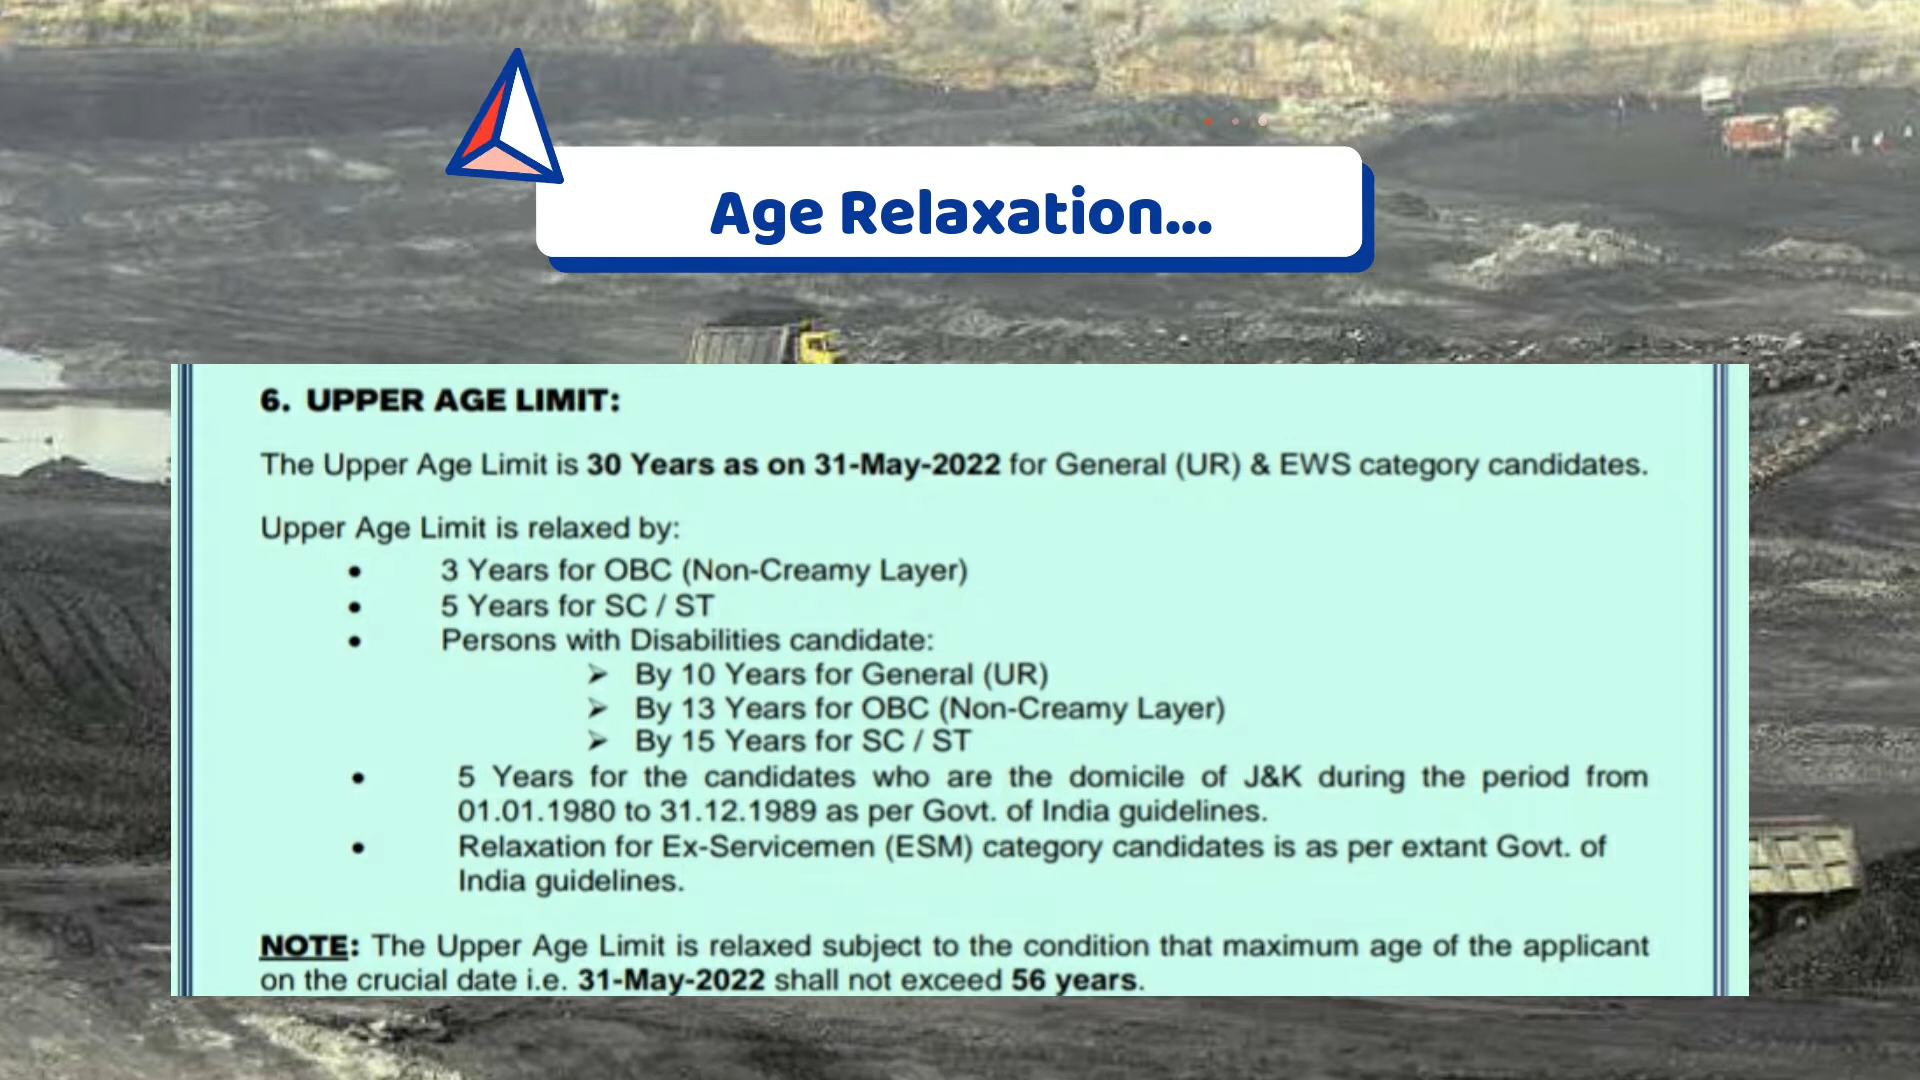 Age Relaxation...
6. UPPER AGE LIMIT:
The Upper Age Limit is 30 Years as on 31-May-2022 for General (UR) & EWS category candidates.
Upper Age Limit is relaxed by:
• 3 Years for OBC (Non-Creamy Layer)
• 5 Years for SC / ST
• Persons with Disabilities candidate:
➢ By 10 Years for General (UR)
➢ By 13 Years for OBC (Non-Creamy Layer)
➢ By 15 Years for SC / ST
• 5 Years for the candidates who are the domicile of J&K during the period from
01.01.1980 to 31.12.1989 as per Govt. of India guidelines.
• Relaxation for Ex-Servicemen (ESM) category candidates is as per extant Govt. of
India guidelines.
NOTE: The Upper Age Limit is relaxed subject to the condition that maximum age of the applicant
on the crucial date i.e. 31-May-2022 shall not exceed 56 years.